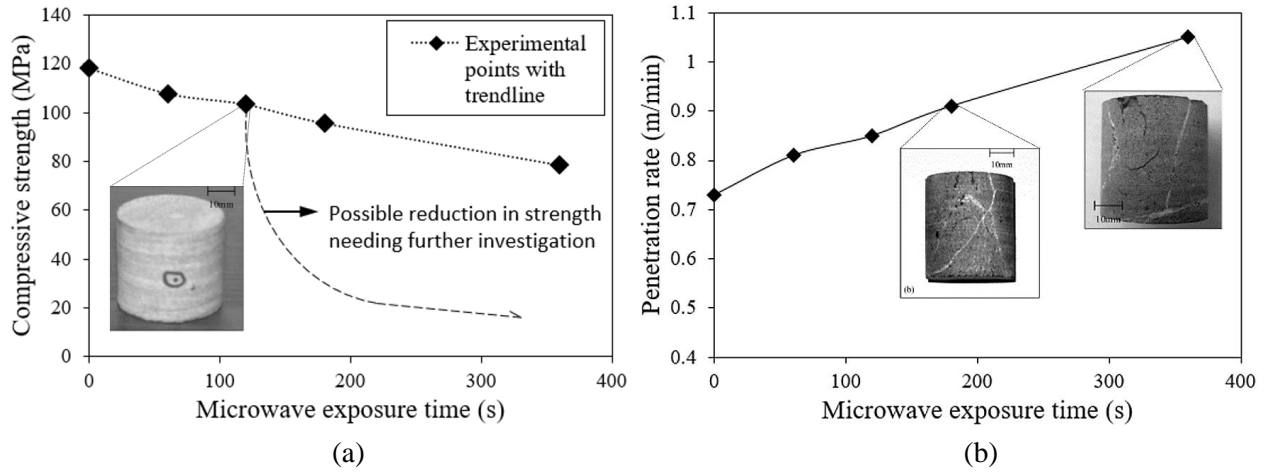 140
120
100
80
60
40
20
0
Compressive strength (MPa)
0 100 200 300 400
Microwave exposure time (s)
Experimental
points with
trendline
10mm
Possible reduction in strength
needing further investigation
(a)
1.1
1
0.9
0.8
0.7
0.6
0.5
0.4
Penetration rate (m/min)
0 100 200 300 400
Microwave exposure time (s)
10mm
(b)
10mm
(b)